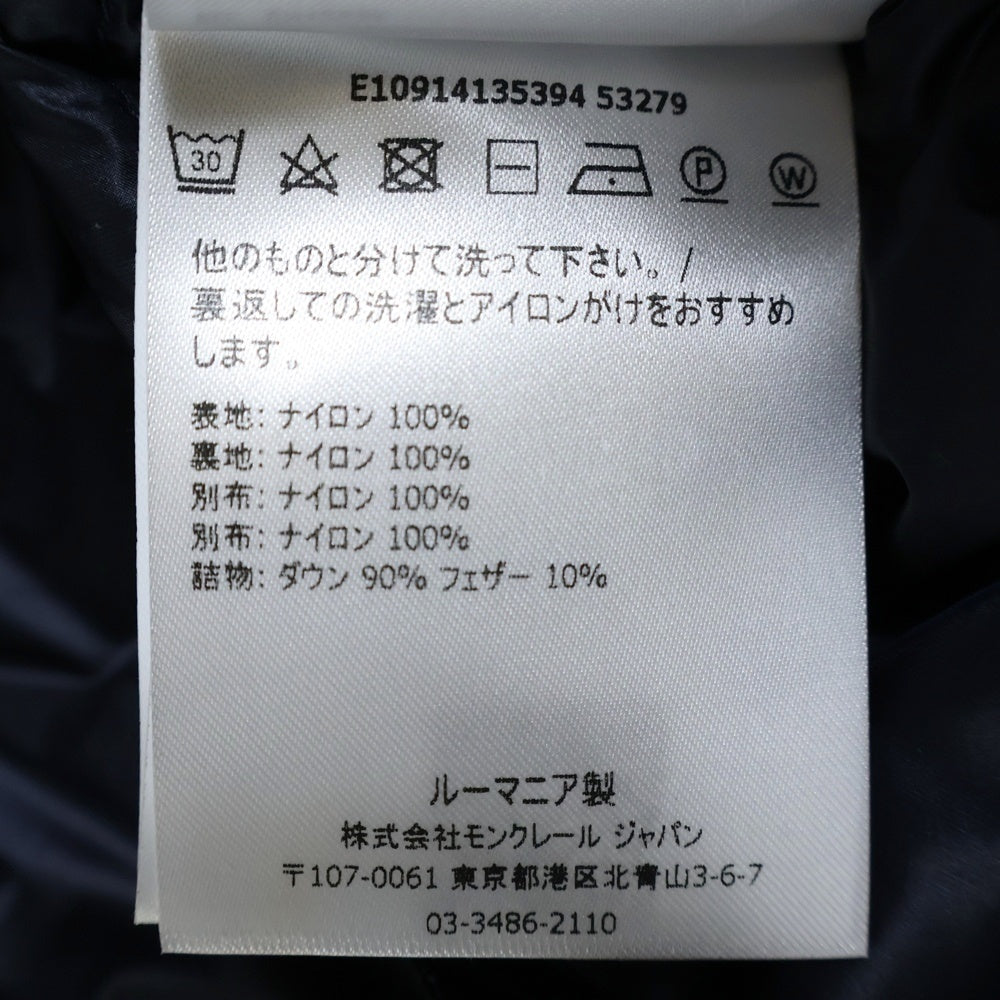 E10914135394 53279
30
P
W
他のものと分けて洗って下さい。/
裏返しての洗濯とアイロンがけをおすすめ
します。
表地: ナイロン 100%
裏地: ナイロン 100%
別布: ナイロン 100%
別布: ナイロン 100%
詰物: ダウン 90% フェザー 10%
ルーマニア製
株式会社モンクレール ジャパン
〒107-0061 東京都港区北青山3-6-7
03-3486-2110